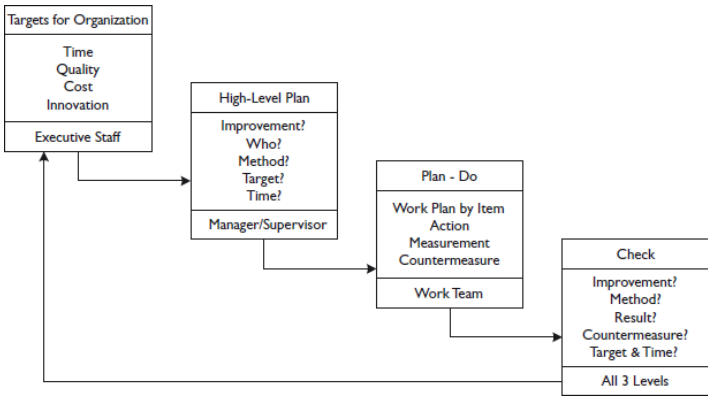 Targets for Organization
Time
Quality
Cost
Innovation
Executive Staff
High-Level Plan
Improvement?
Who?
Method?
Target?
Time?
Manager/Supervisor
Plan - Do
Work Plan by Item
Action
Measurement
Countermeasure
Work Team
Check
Improvement?
Method?
Result?
Countermeasure?
Target & Time?
All 3 Levels